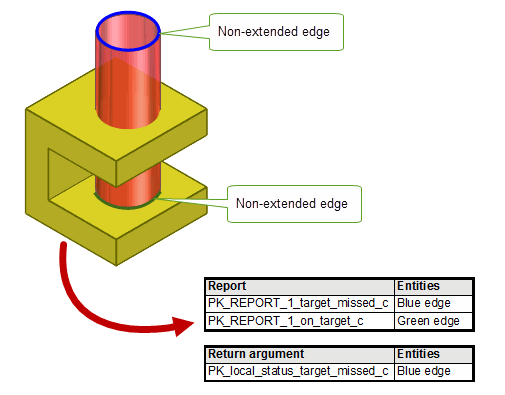 Non-extended edge
Non-extended edge
Report Entities
PK_REPORT_1_target_missed_c Blue edge
PK_REPORT_1_on_target_c Green edge
Return argument Entities
PK_local_status_target_missed_c Blue edge